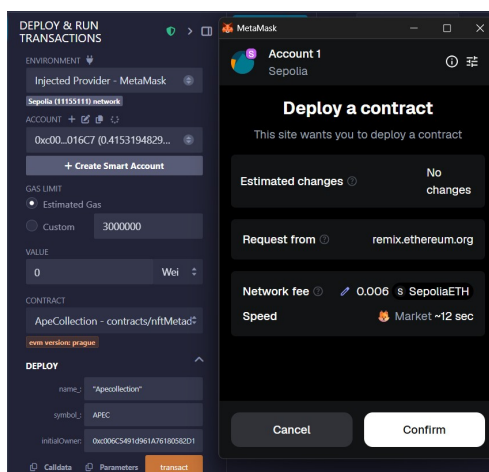 DEPLOY & RUN
TRANSACTIONS
ENVIRONMENT
Injected Provider - MetaMask
Sepolia (11155111) network
ACCOUNT
0xc00...016C7 (0.4153194829...
+ Create Smart Account
GAS LIMIT
Estimated Gas
Custom
3000000
VALUE
0
Wei
CONTRACT
ApeCollection - contracts/nftMetad
evm version: prague
DEPLOY
name_:
"Apecollection"
symbol_:
APEC
initialOwner:
0xc006C5491d961A76180582D1
Calldata
Parameters
transact
MetaMask
S
Account 1
Sepolia
Deploy a contract
This site wants you to deploy a contract
Estimated changes
No
changes
Request from
remix.ethereum.org
Network fee
0.006
S
SepoliaETH
Speed
Market ~12 sec
Cancel
Confirm